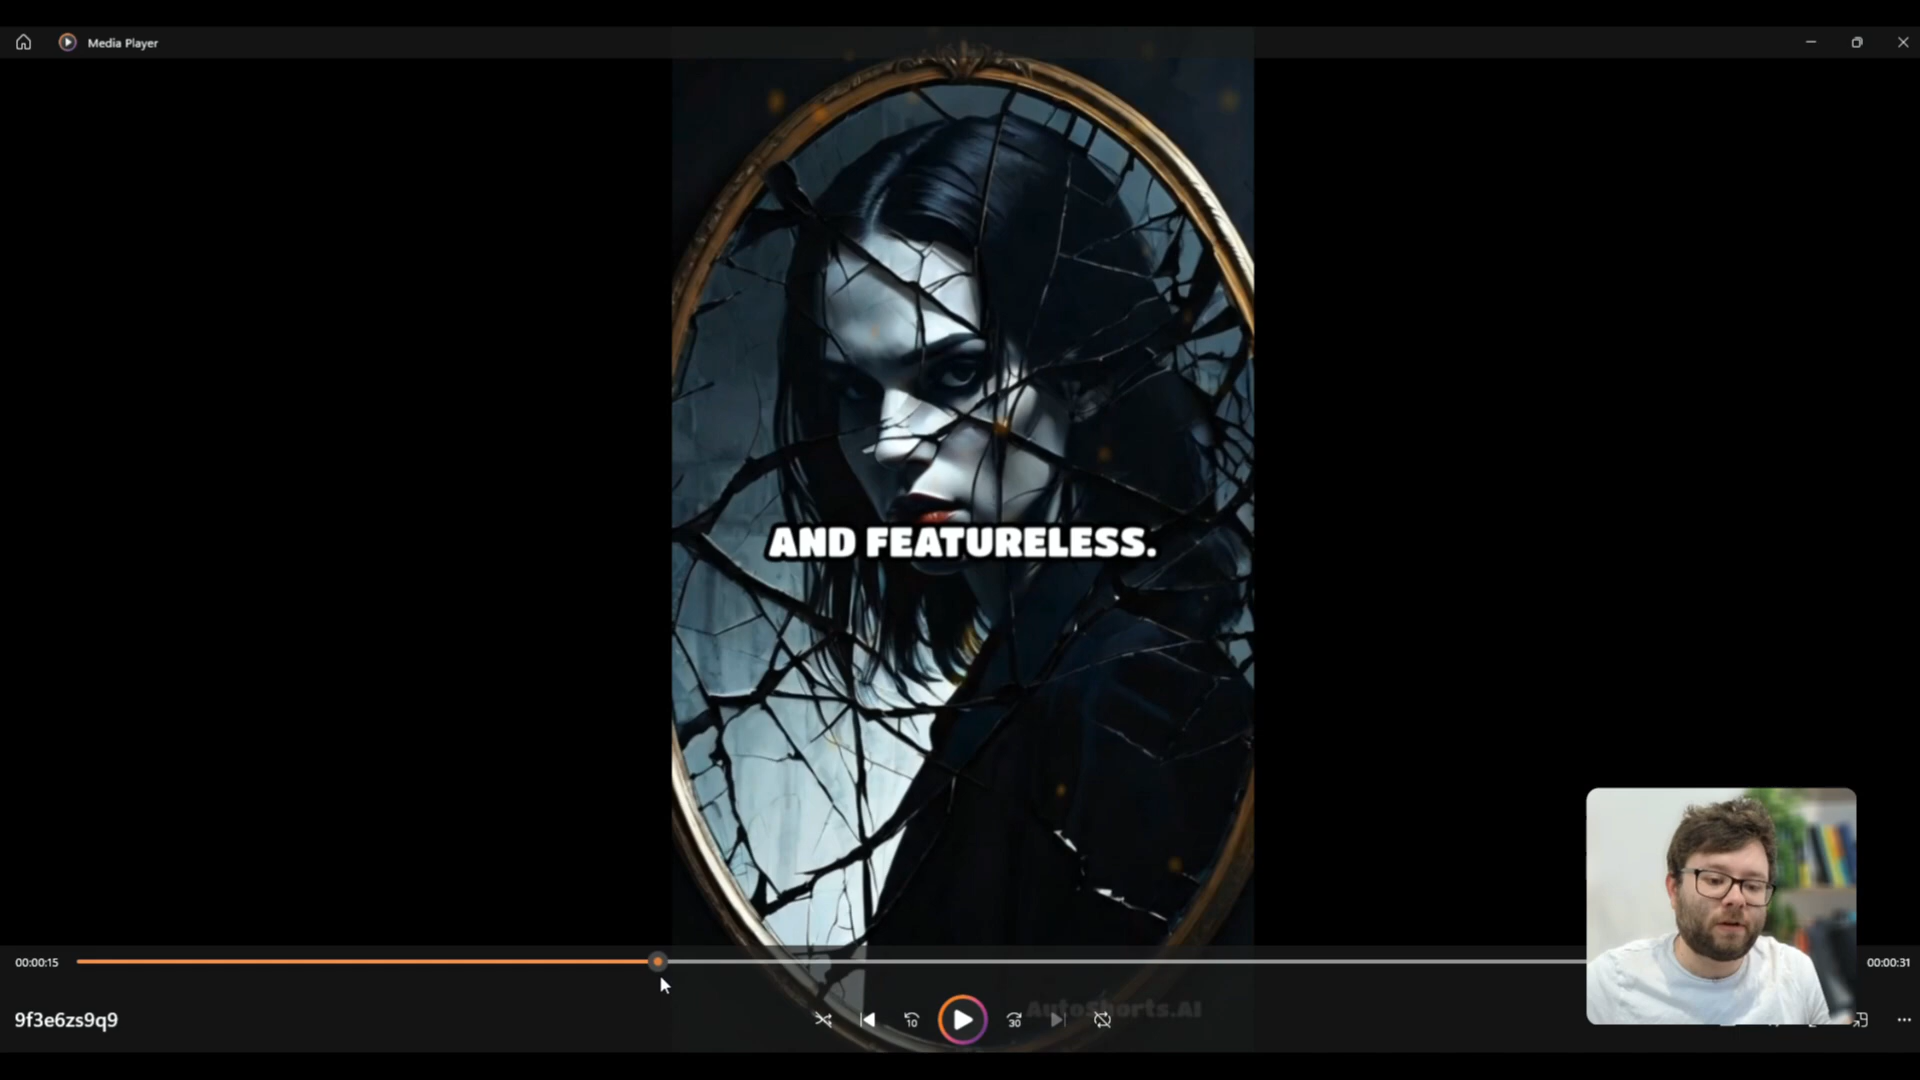 Media Player
AND FEATURELESS.
00:00:15
00:00:31
AutoShorts.AI
9f3e6zs9q9
10
30